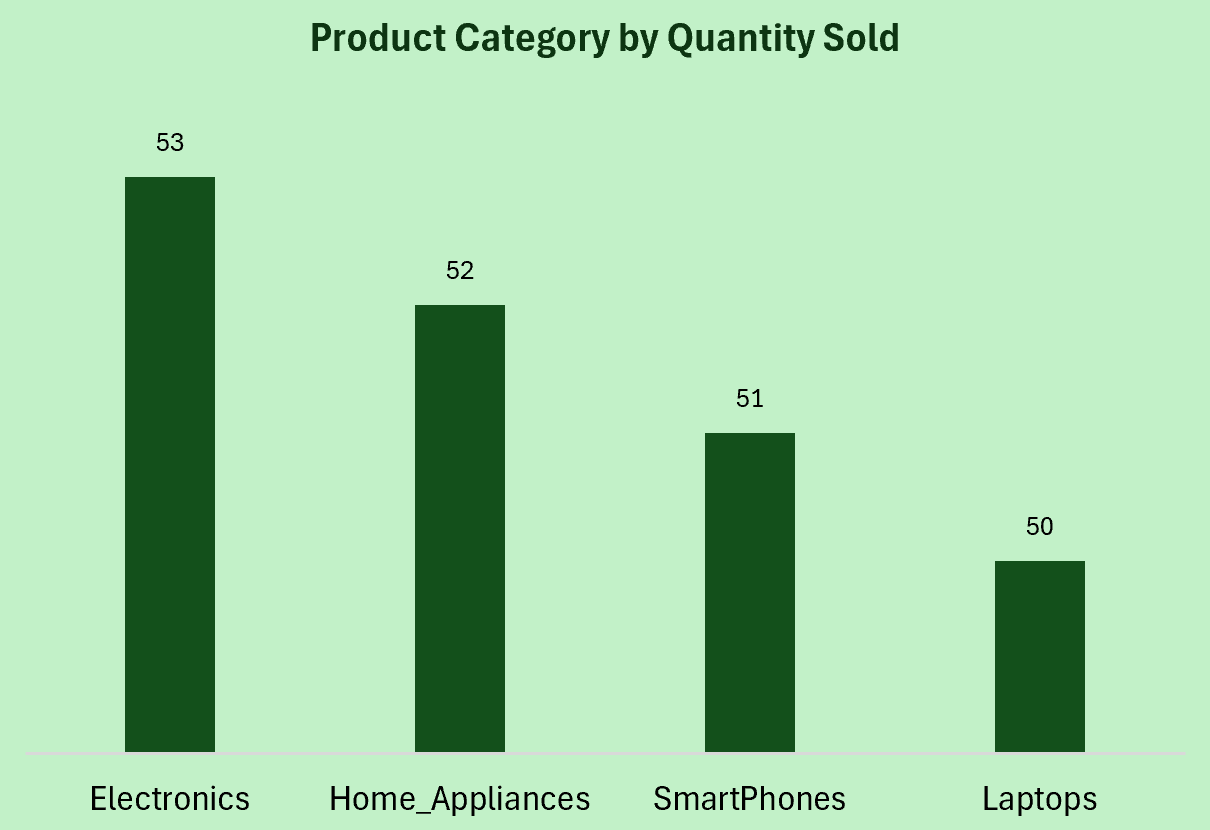 Product Category by Quantity Sold
53
52
51
50
Electronics Home_Appliances SmartPhones Laptops